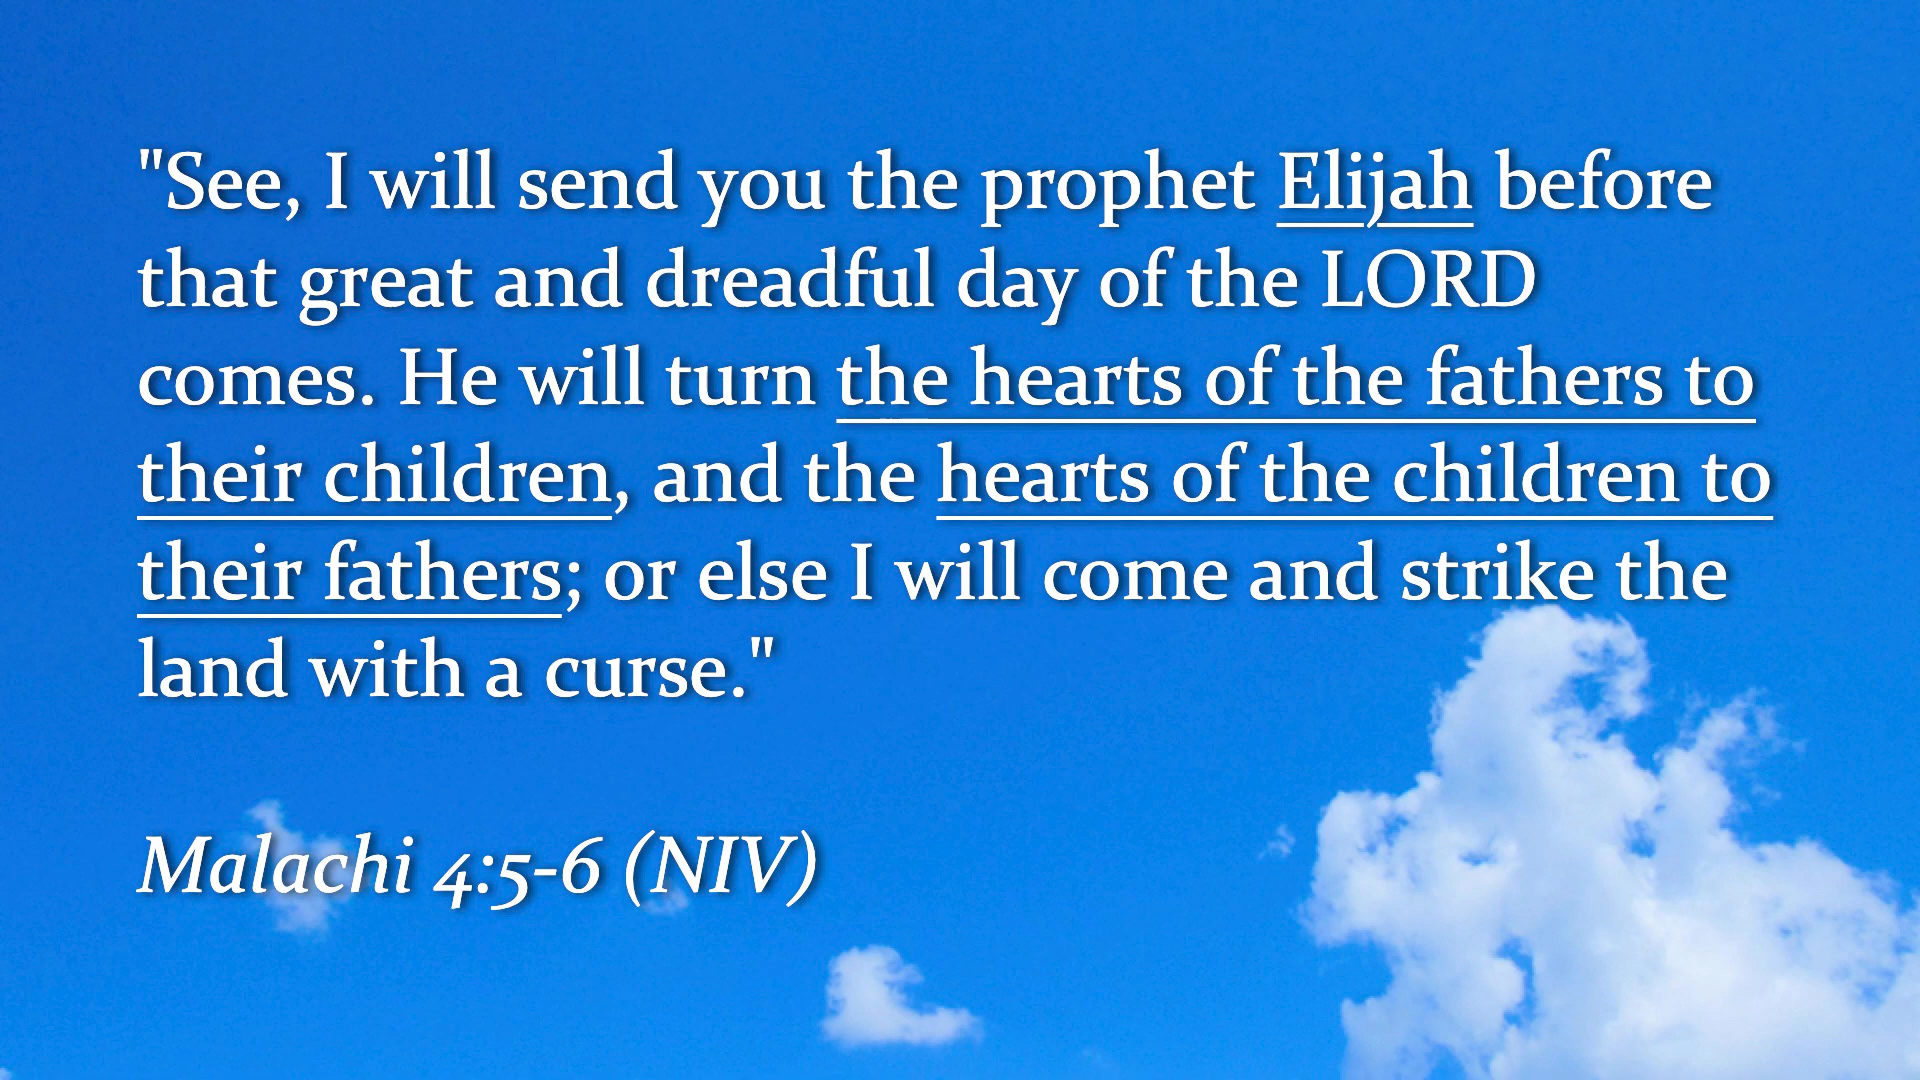 "See, I will send you the prophet Elijah before
that great and dreadful day of the LORD
comes. He will turn the hearts of the fathers to
their children, and the hearts of the children to
their fathers; or else I will come and strike the
land with a curse."
Malachi 4:5-6 (NIV)